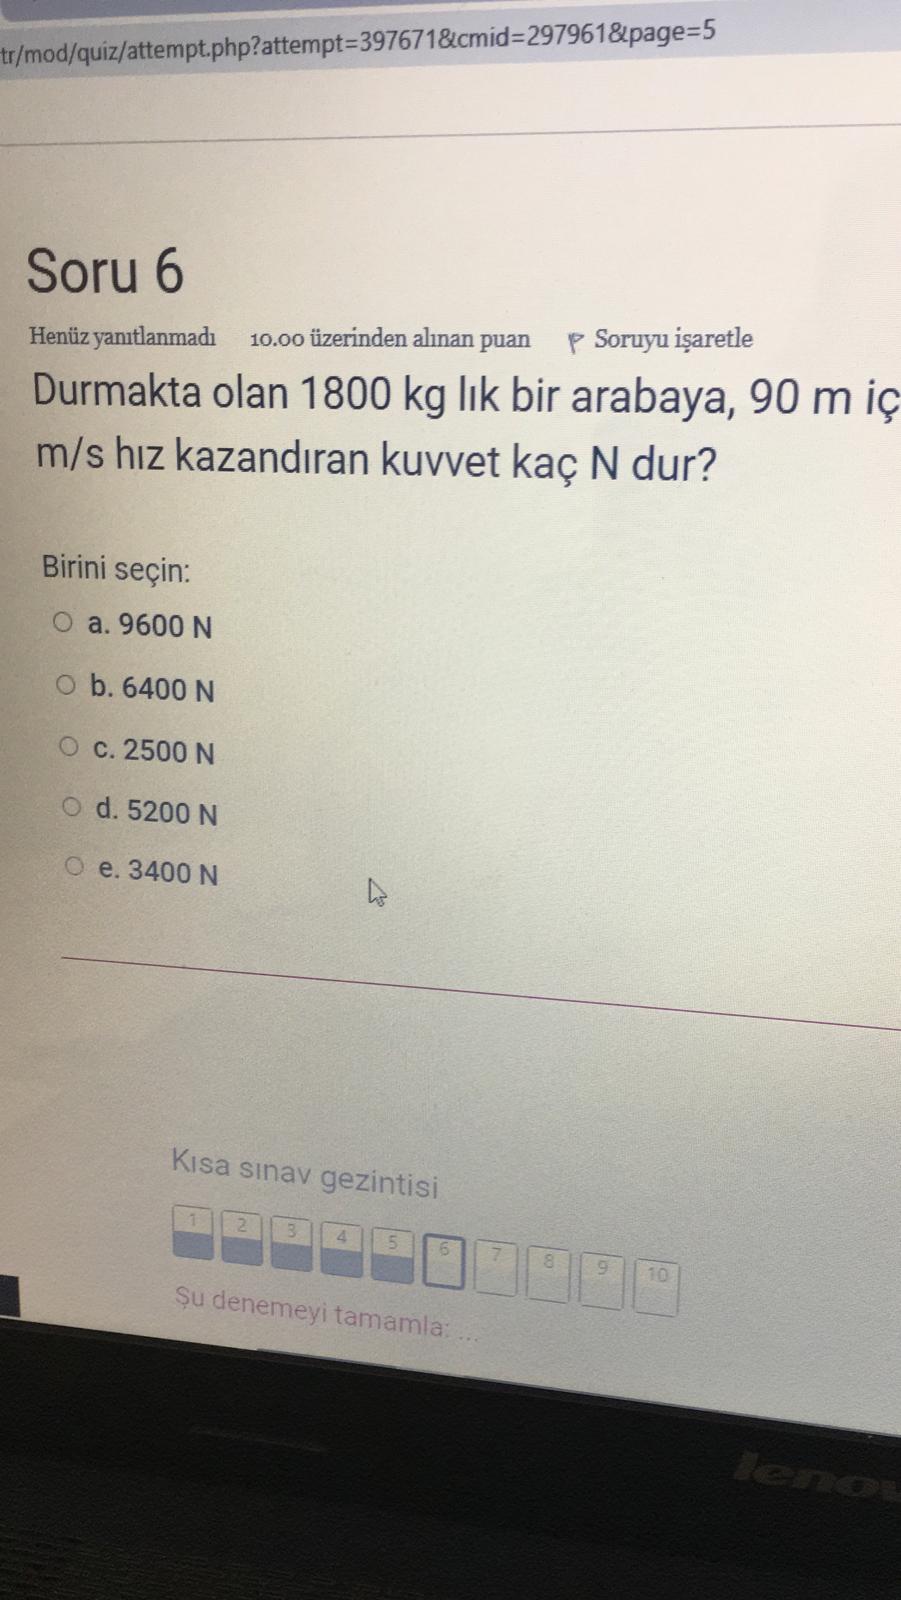 tr/mod/quiz/attempt.php?attempt=397671&cmid=297961&page=5
Soru 6
Henüz yanıtlanmadı 10.00 üzerinden alınan puan Soruyu işaretle
Durmakta olan 1800 kg lık bir arabaya, 90 m iç
m/s hız kazandıran kuvvet kaç N dur?
Birini seçin:
a. 9600 N
b. 6400 N
c. 2500 N
d. 5200 N
e. 3400 N
Kısa sınav gezintisi
1 2 3 4 5 6 7 8 9 10
Şu denemeyi tamamla: ...
lenov